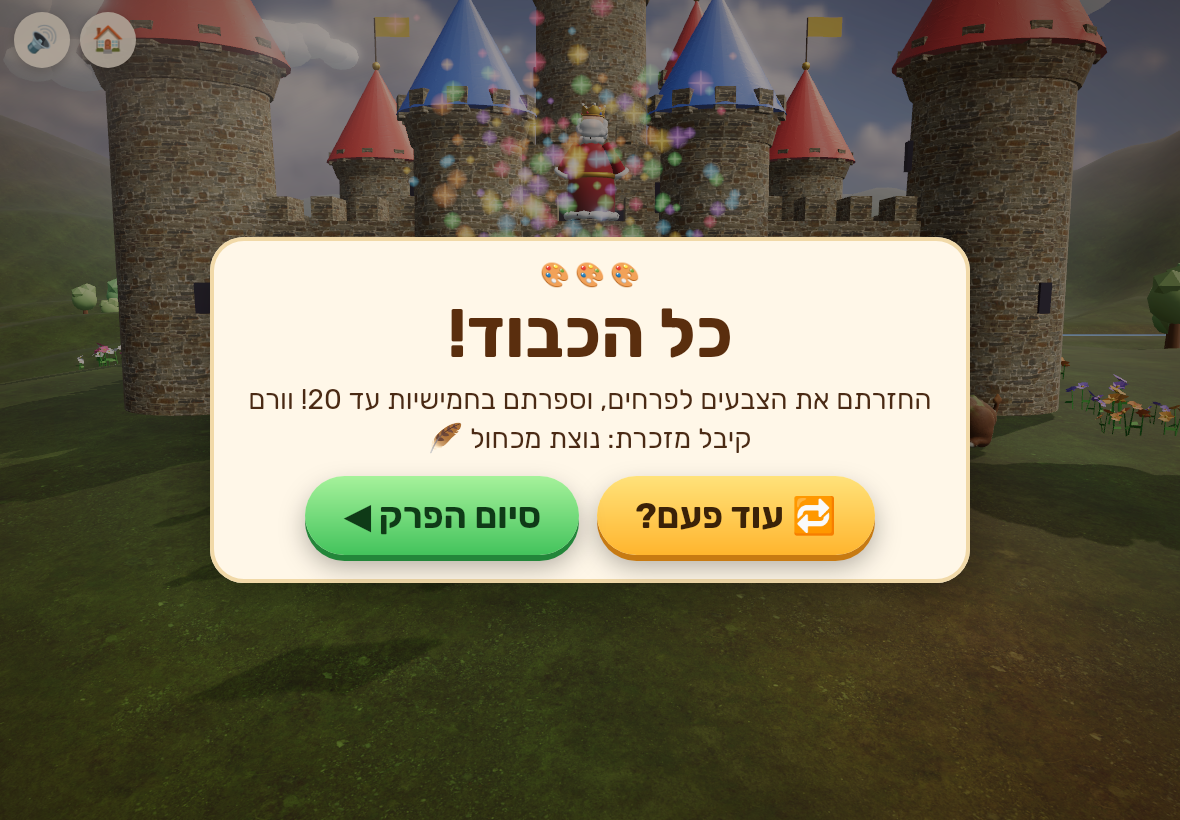 כל הכבוד!
החזרתם את הצבעים לפרחים, וספרתם בחמישיות עד 20! וורם
קיבל מזכרת: נוצת מכחול 🪶
🔁 עוד פעם?
סיום הפרק ◀